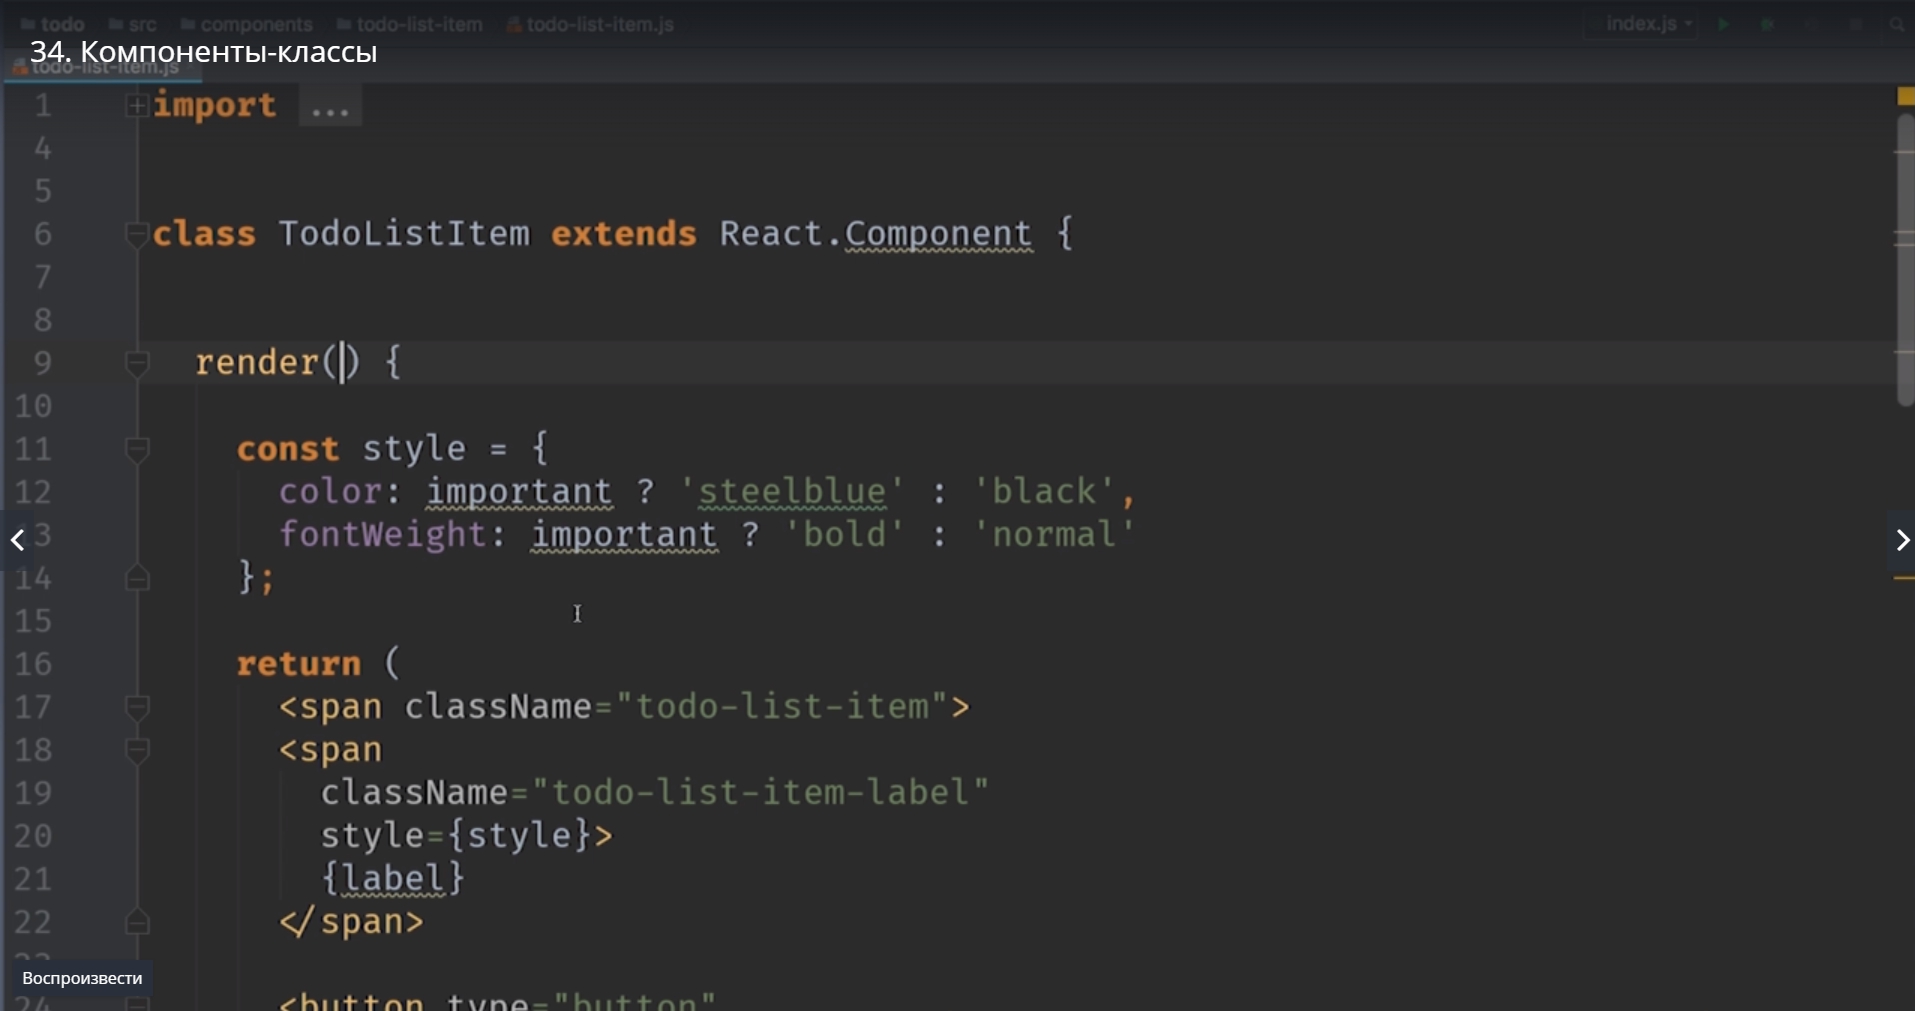 todo src components todo-list-item todo-list-item.js index.js
34. Компоненты-классы
todo-list-item.js
1 import ...
4
5
6 class TodoListItem extends React.Component {
7
8
9 render() {
10
11 const style = {
12 color: important ? 'steelblue' : 'black',
13 fontWeight: important ? 'bold' : 'normal'
14 };
15
16 return (
17 <span className="todo-list-item">
18 <span
19 className="todo-list-item-label"
20 style={style}>
21 {label}
22 </span>
23
Воспроизвести
24 <button type="button"